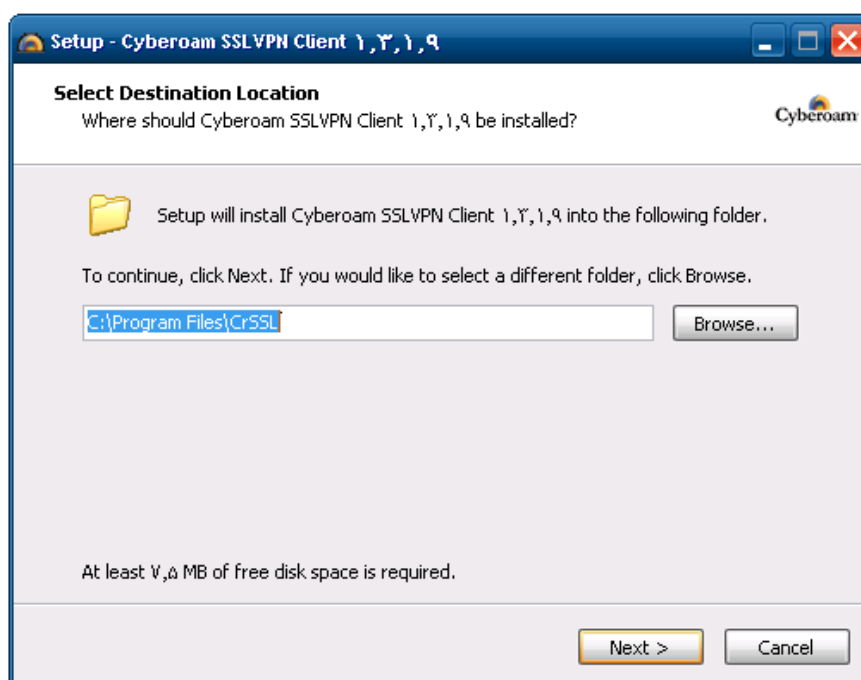 Setup - Cyberoam SSLVPN Client ۱,۳,۱,۹
Select Destination Location
Where should Cyberoam SSLVPN Client ۱,۳,۱,۹ be installed?
Cyberoam
Setup will install Cyberoam SSLVPN Client ۱,۳,۱,۹ into the following folder.
To continue, click Next. If you would like to select a different folder, click Browse.
C:\Program Files\CrSSL
Browse...
At least ۷,۵ MB of free disk space is required.
Next >
Cancel